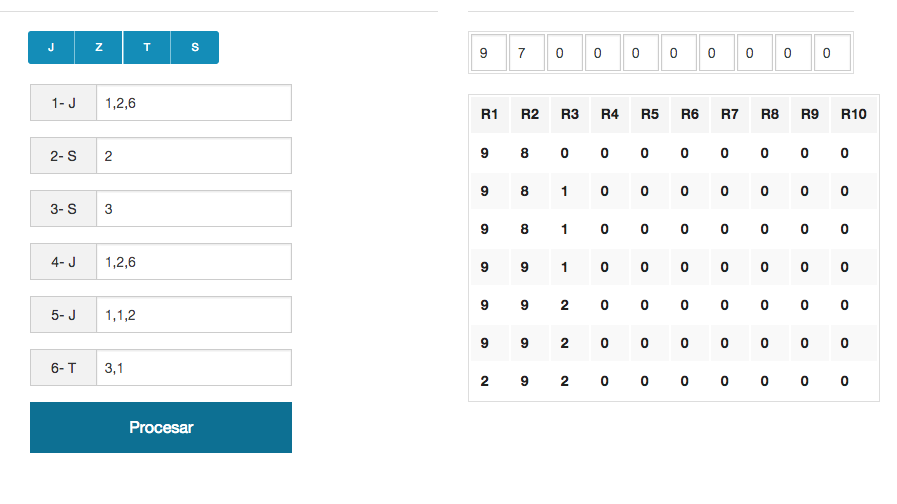 J Z T S
1- J 1,2,6
2- S 2
3- S 3
4- J 1,2,6
5- J 1,1,2
6- T 3,1
Procesar
9 7 0 0 0 0 0 0 0 0
R1 R2 R3 R4 R5 R6 R7 R8 R9 R10
9 8 0 0 0 0 0 0 0 0
9 8 1 0 0 0 0 0 0 0
9 8 1 0 0 0 0 0 0 0
9 9 1 0 0 0 0 0 0 0
9 9 2 0 0 0 0 0 0 0
9 9 2 0 0 0 0 0 0 0
2 9 2 0 0 0 0 0 0 0